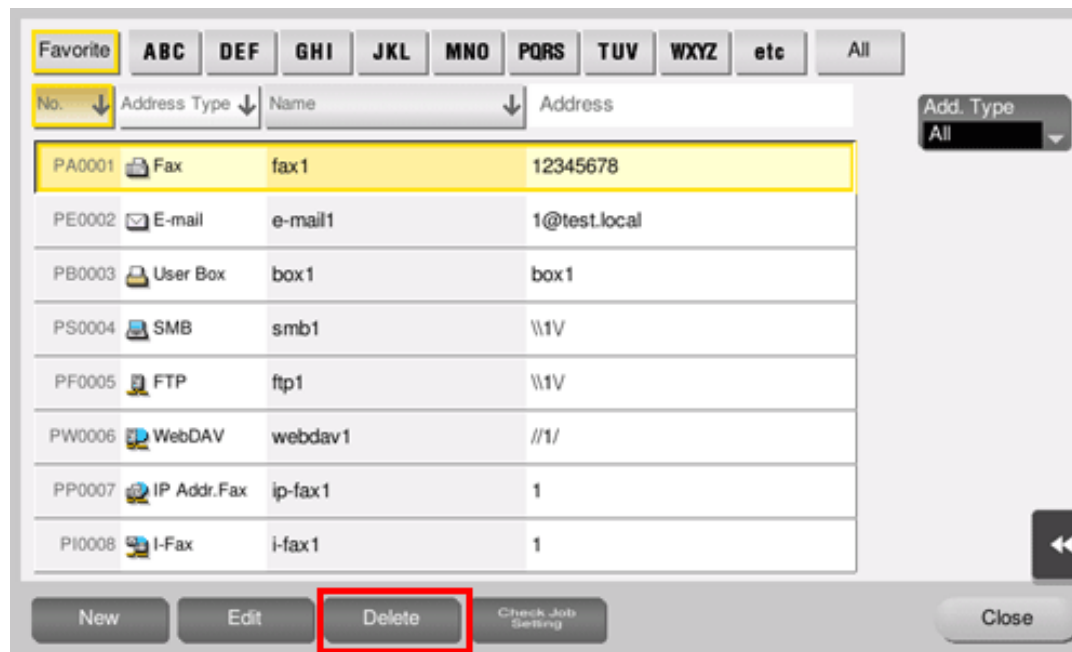 Favorite ABC DEF GHI JKL MNO PQRS TUV WXYZ etc All
No. Address Type Name Address
Add. Type
All
PA0001 Fax fax1 12345678
PE0002 E-mail e-mail1 1@test.local
PB0003 User Box box1 box1
PS0004 SMB smb1 \\1\/
PF0005 FTP ftp1 \\1\/
PW0006 WebDAV webdav1 //1/
PP0007 IP Addr.Fax ip-fax1 1
PI0008 I-Fax i-fax1 1
New Edit Delete Check Job Close
Setting